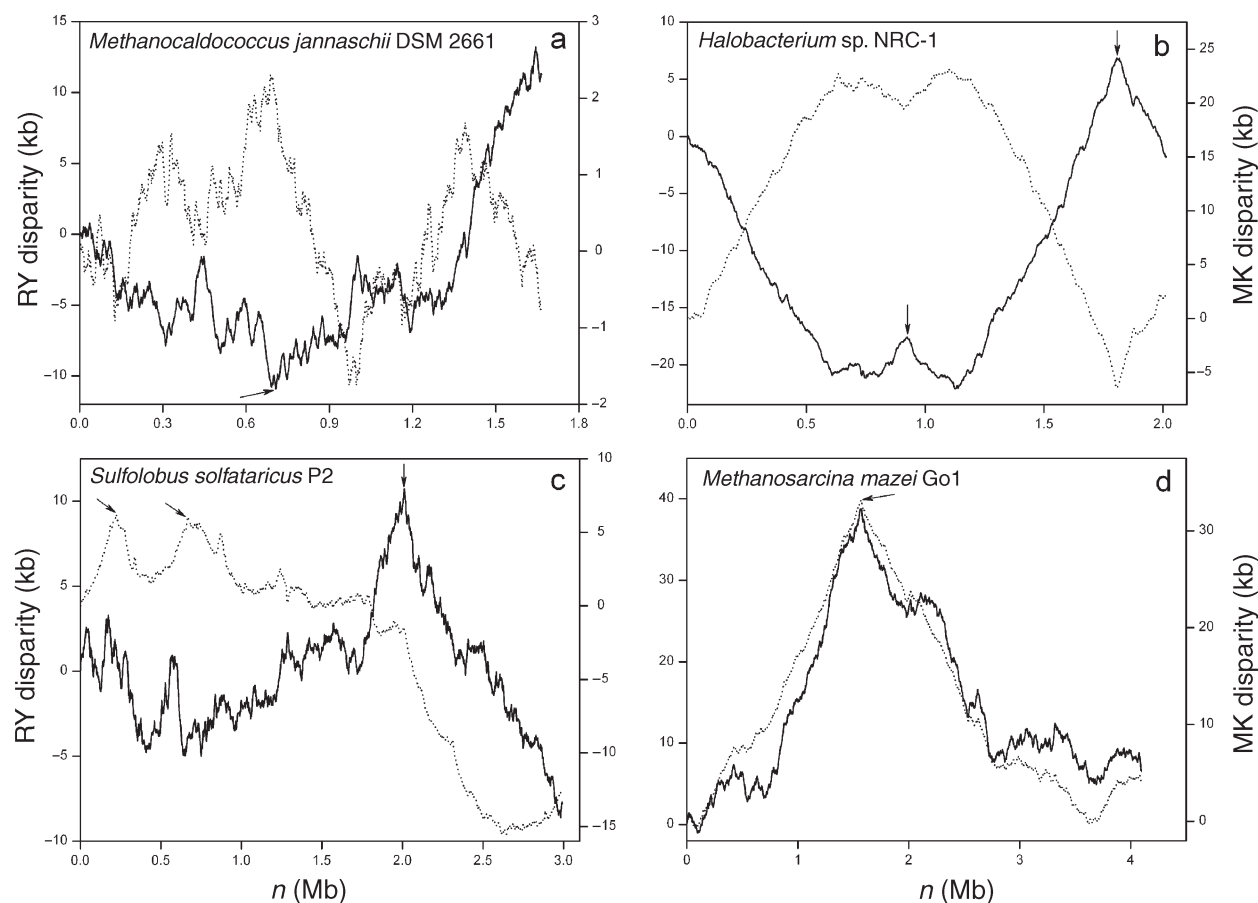 Methanocaldococcus jannaschii DSM 2661
a
RY disparity (kb)
15
10
5
0
−5
−10
3
2
1
0
−1
−2
0.0 0.3 0.6 0.9 1.2 1.5 1.8
Halobacterium sp. NRC-1
b
10
5
0
−5
−10
−15
−20
25
20
15
10
5
0
−5
MK disparity (kb)
0.0 0.5 1.0 1.5 2.0
Sulfolobus solfataricus P2
c
RY disparity (kb)
10
5
0
−5
−10
10
5
0
−5
−10
−15
0.0 0.5 1.0 1.5 2.0 2.5 3.0
n (Mb)
Methanosarcina mazei Go1
d
40
30
20
10
0
30
20
10
0
MK disparity (kb)
0 1 2 3 4
n (Mb)